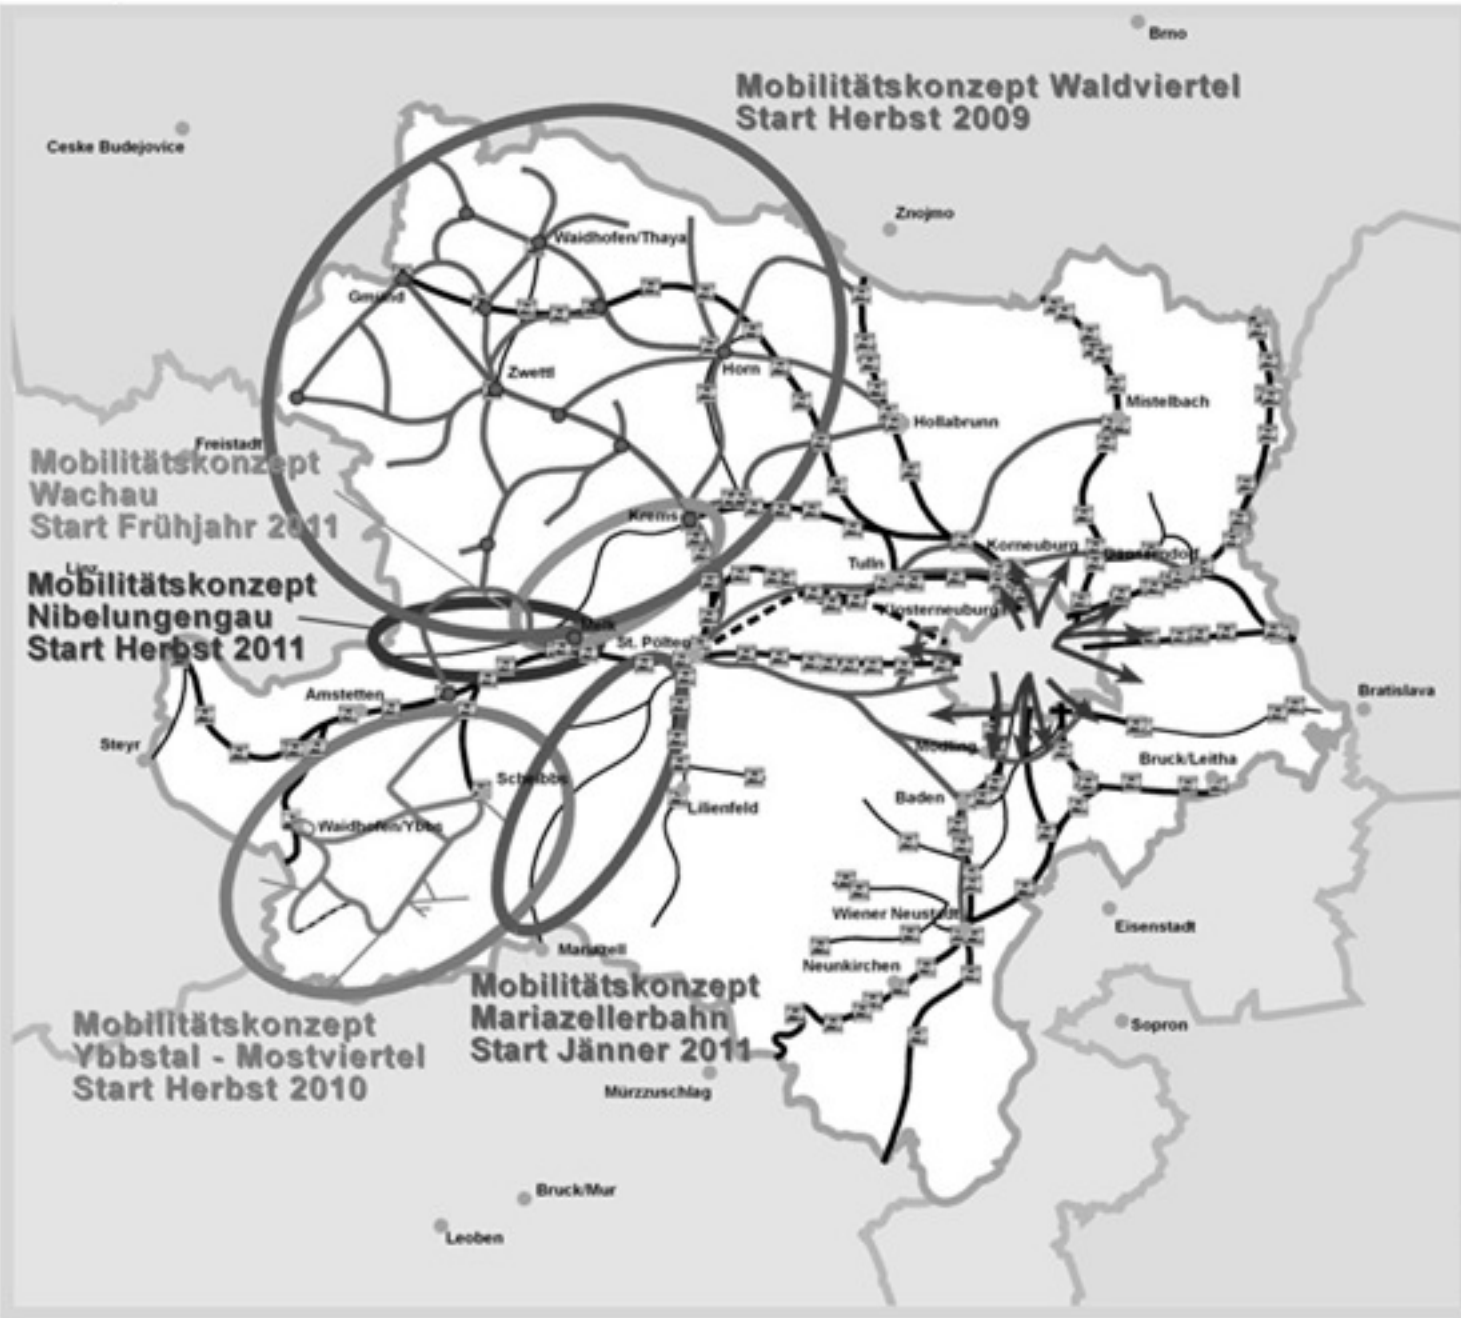 Brno
Mobilitätskonzept Waldviertel
Start Herbst 2009
Ceske Budejovice
Znojmo
Waidhofen/Thaya
Gmünd
Zwettl
Horn
Hollabrunn
Mistelbach
Freistadt
Mobilitätskonzept
Wachau
Start Frühjahr 2011
Krems
Tulln
Korneuburg
Gänserndorf
Klosterneuburg
Linz
Mobilitätskonzept
Nibelungengau
Start Herbst 2011
Melk
St. Pölten
Amstetten
Steyr
Bratislava
Mödling
Bruck/Leitha
Scheibbs
Baden
Lilienfeld
Waidhofen/Ybbs
Wiener Neustadt
Eisenstadt
Mariazell
Neunkirchen
Mobilitätskonzept
Mariazellerbahn
Start Jänner 2011
Mobilitätskonzept
Ybbstal - Mostviertel
Start Herbst 2010
Sopron
Mürzzuschlag
Bruck/Mur
Leoben